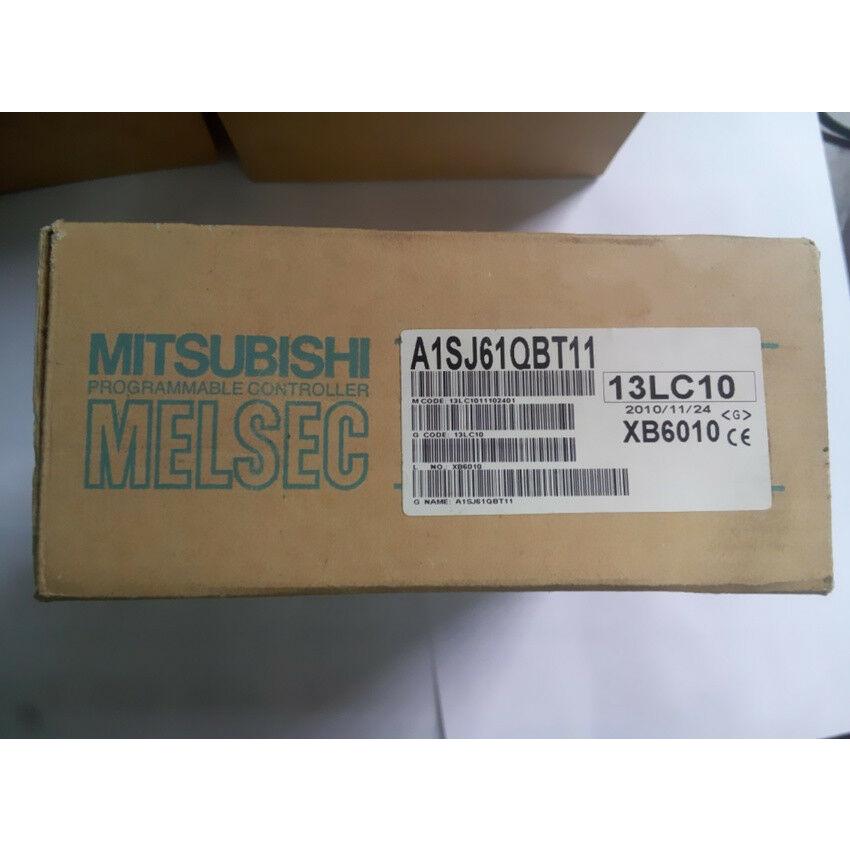 MITSUBISHI
PROGRAMMABLE CONTROLLER
MELSEC
A1SJ61QBT11
M CODE: 13LC1011102401
G CODE: 13LC10
L NO. XB6010
G NAME: A1SJ61QBT11
13LC10
2010/11/24
<G>
XB6010 CE